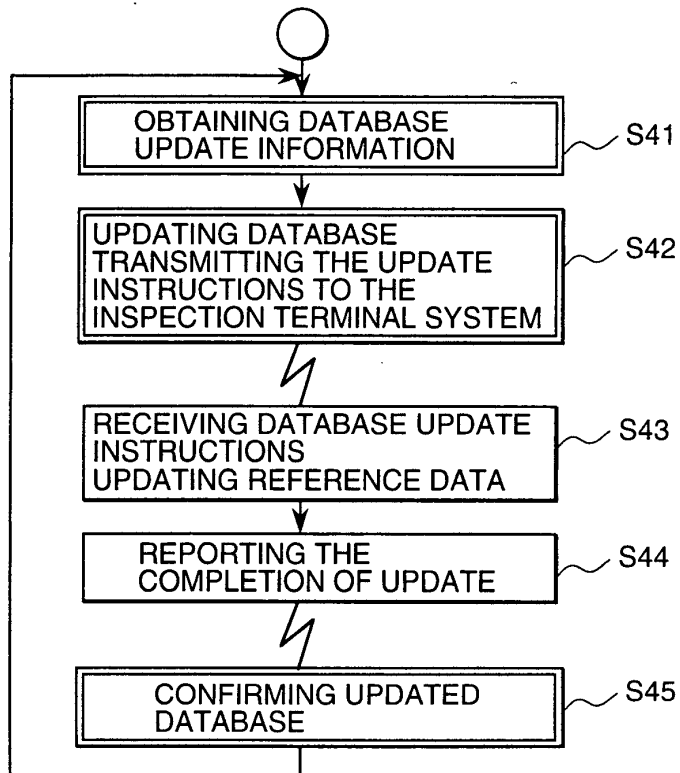 OBTAINING DATABASE
UPDATE INFORMATION
S41
UPDATING DATABASE
TRANSMITTING THE UPDATE
INSTRUCTIONS TO THE
INSPECTION TERMINAL SYSTEM
S42
RECEIVING DATABASE UPDATE
INSTRUCTIONS
UPDATING REFERENCE DATA
S43
REPORTING THE
COMPLETION OF UPDATE
S44
CONFIRMING UPDATED
DATABASE
S45